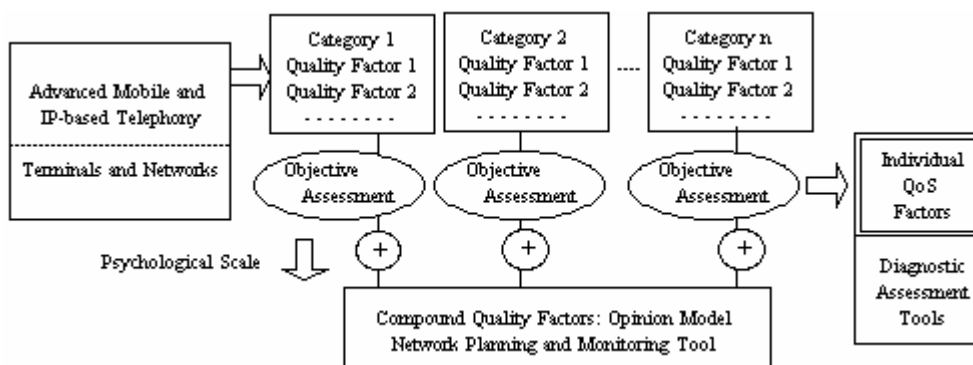 Advanced Mobile and
IP-based Telephony
Terminals and Networks
Category 1
Quality Factor 1
Quality Factor 2
- - - - - - - -
Category 2
Quality Factor 1
Quality Factor 2
- - - - - - - -
----
Category n
Quality Factor 1
Quality Factor 2
- - - - - - - -
Objective
Assessment
Objective
Assessment
Objective
Assessment
Individual
QoS
Factors
Diagnostic
Assessment
Tools
Psychological Scale
+
+
+
Compound Quality Factors: Opinion Model
Network Planning and Monitoring Tool